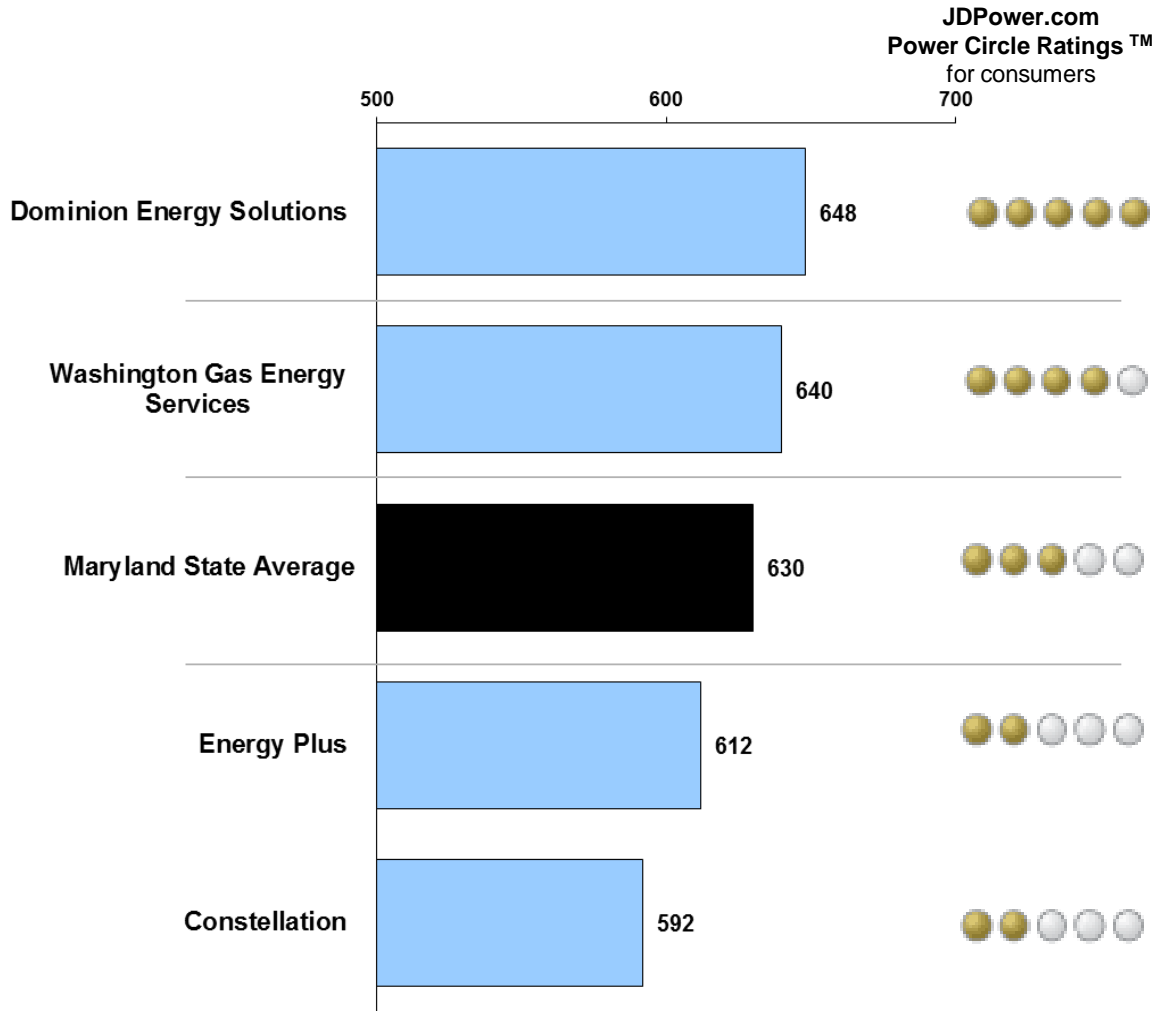 JDPower.com
Power Circle Ratings ™
for consumers
500 600 700
Dominion Energy Solutions 648
Washington Gas Energy
Services
640
Maryland State Average 630
Energy Plus 612
Constellation 592